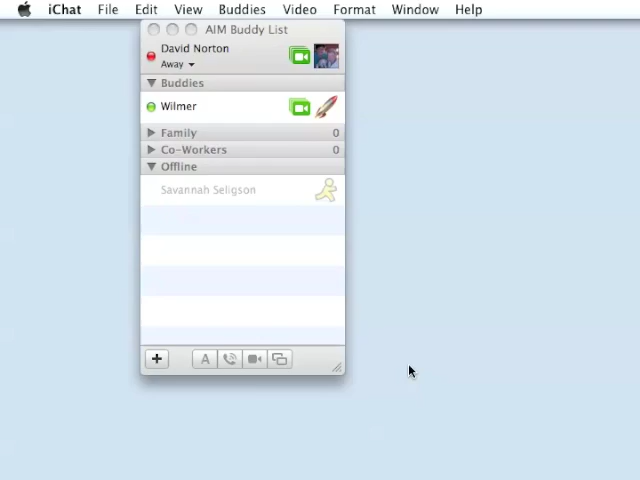 iChat File Edit View Buddies Video Format Window Help
AIM Buddy List
David Norton
Away
Buddies
Wilmer
Family 0
Co-Workers 0
Offline
Savannah Seligson
A